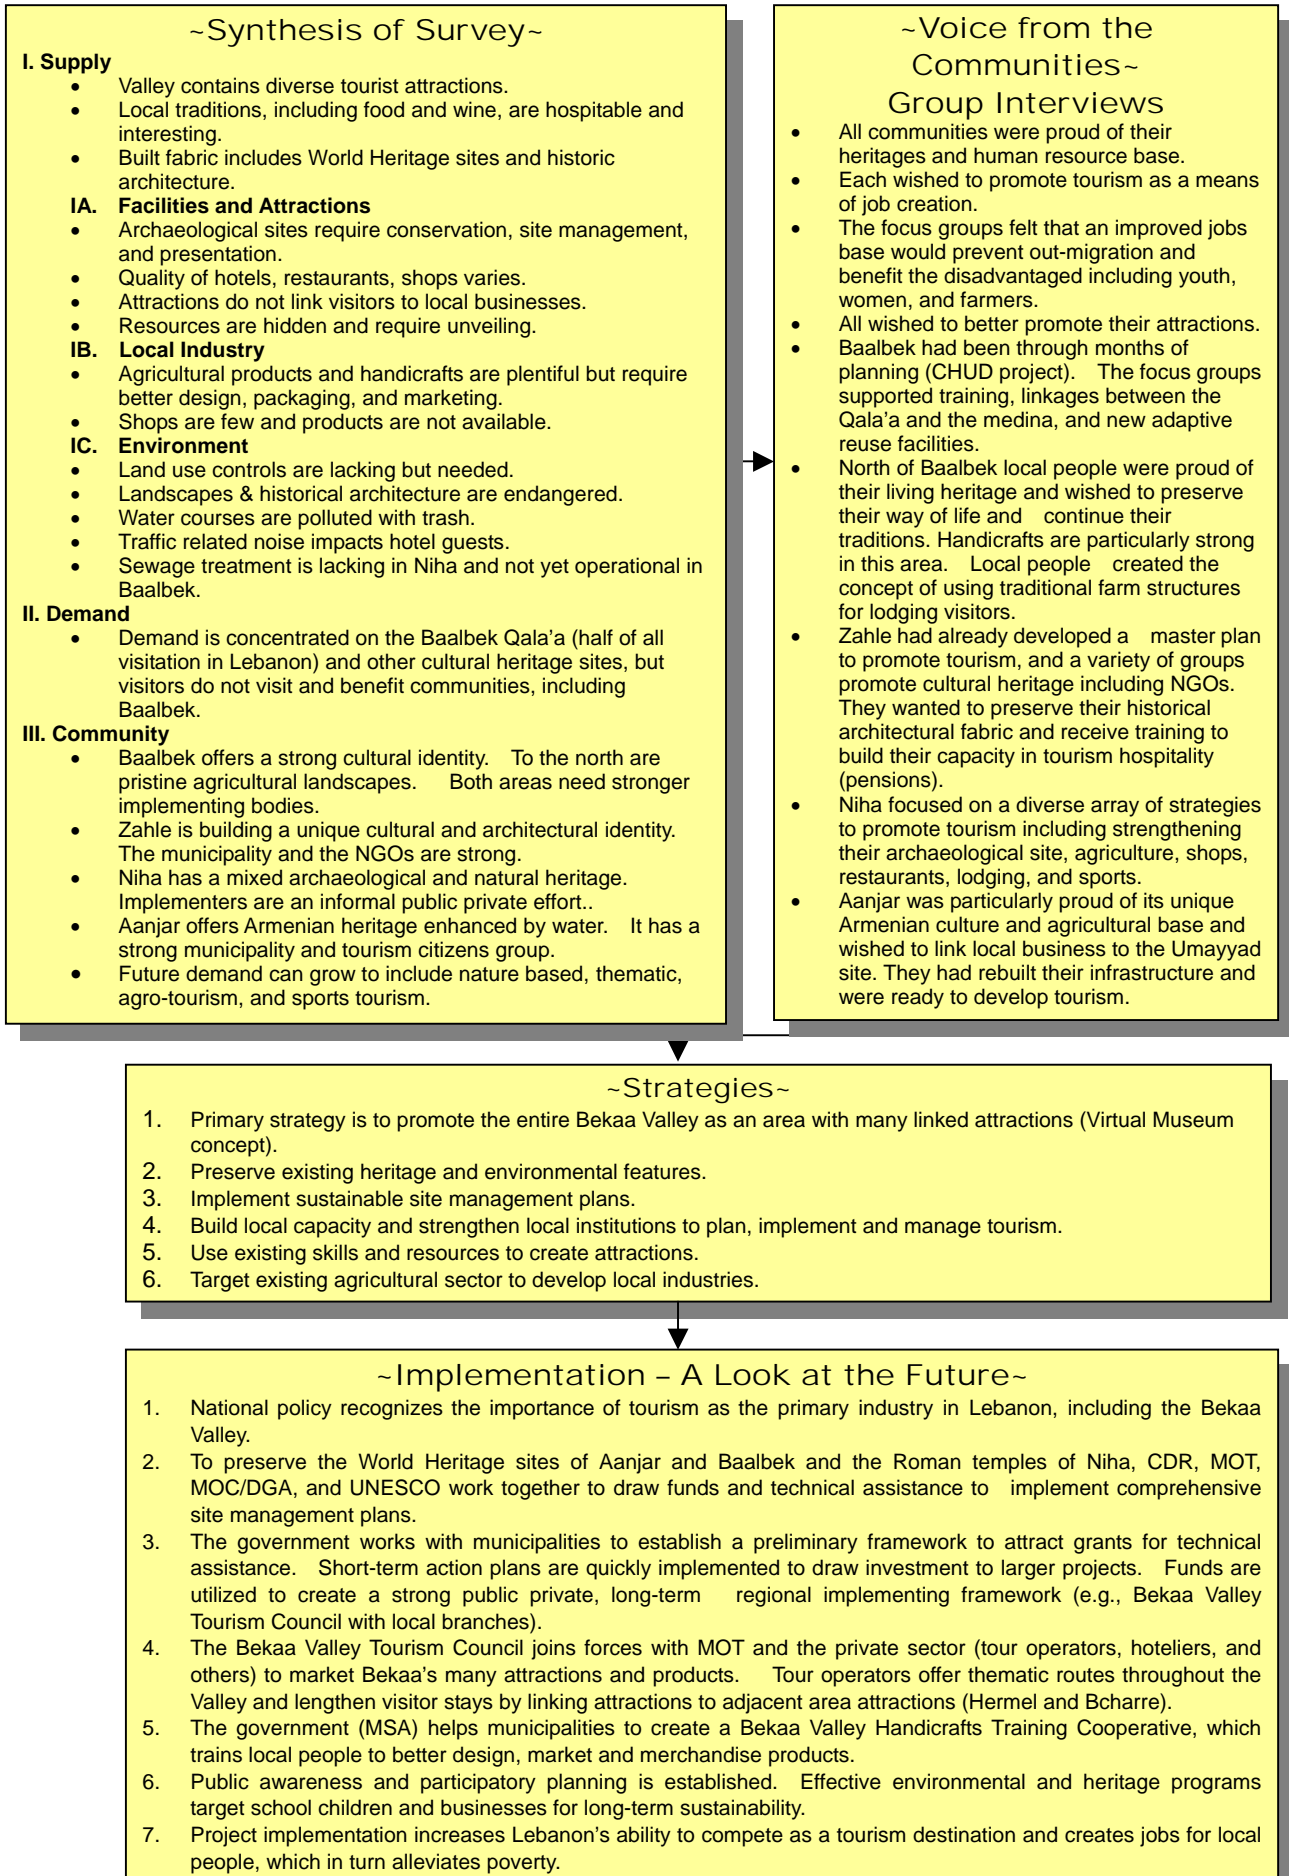 ~Synthesis of Survey~
I. Supply
• Valley contains diverse tourist attractions.
• Local traditions, including food and wine, are hospitable and
interesting.
• Built fabric includes World Heritage sites and historic
architecture.
IA. Facilities and Attractions
• Archaeological sites require conservation, site management,
and presentation.
• Quality of hotels, restaurants, shops varies.
• Attractions do not link visitors to local businesses.
• Resources are hidden and require unveiling.
IB. Local Industry
• Agricultural products and handicrafts are plentiful but require
better design, packaging, and marketing.
• Shops are few and products are not available.
IC. Environment
• Land use controls are lacking but needed.
• Landscapes & historical architecture are endangered.
• Water courses are polluted with trash.
• Traffic related noise impacts hotel guests.
• Sewage treatment is lacking in Niha and not yet operational in
Baalbek.
II. Demand
• Demand is concentrated on the Baalbek Qala'a (half of all
visitation in Lebanon) and other cultural heritage sites, but
visitors do not visit and benefit communities, including
Baalbek.
III. Community
• Baalbek offers a strong cultural identity. To the north are
pristine agricultural landscapes. Both areas need stronger
implementing bodies.
• Zahle is building a unique cultural and architectural identity.
The municipality and the NGOs are strong.
• Niha has a mixed archaeological and natural heritage.
Implementers are an informal public private effort..
• Aanjar offers Armenian heritage enhanced by water. It has a
strong municipality and tourism citizens group.
• Future demand can grow to include nature based, thematic,
agro-tourism, and sports tourism.
~Voice from the
Communities~
Group Interviews
• All communities were proud of their
heritages and human resource base.
• Each wished to promote tourism as a means
of job creation.
• The focus groups felt that an improved jobs
base would prevent out-migration and
benefit the disadvantaged including youth,
women, and farmers.
• All wished to better promote their attractions.
• Baalbek had been through months of
planning (CHUD project). The focus groups
supported training, linkages between the
Qala'a and the medina, and new adaptive
reuse facilities.
• North of Baalbek local people were proud of
their living heritage and wished to preserve
their way of life and continue their
traditions. Handicrafts are particularly strong
in this area. Local people created the
concept of using traditional farm structures
for lodging visitors.
• Zahle had already developed a master plan
to promote tourism, and a variety of groups
promote cultural heritage including NGOs.
They wanted to preserve their historical
architectural fabric and receive training to
build their capacity in tourism hospitality
(pensions).
• Niha focused on a diverse array of strategies
to promote tourism including strengthening
their archaeological site, agriculture, shops,
restaurants, lodging, and sports.
• Aanjar was particularly proud of its unique
Armenian culture and agricultural base and
wished to link local business to the Umayyad
site. They had rebuilt their infrastructure and
were ready to develop tourism.
~Strategies~
1. Primary strategy is to promote the entire Bekaa Valley as an area with many linked attractions (Virtual Museum
concept).
2. Preserve existing heritage and environmental features.
3. Implement sustainable site management plans.
4. Build local capacity and strengthen local institutions to plan, implement and manage tourism.
5. Use existing skills and resources to create attractions.
6. Target existing agricultural sector to develop local industries.
~Implementation – A Look at the Future~
1. National policy recognizes the importance of tourism as the primary industry in Lebanon, including the Bekaa
Valley.
2. To preserve the World Heritage sites of Aanjar and Baalbek and the Roman temples of Niha, CDR, MOT,
MOC/DGA, and UNESCO work together to draw funds and technical assistance to implement comprehensive
site management plans.
3. The government works with municipalities to establish a preliminary framework to attract grants for technical
assistance. Short-term action plans are quickly implemented to draw investment to larger projects. Funds are
utilized to create a strong public private, long-term regional implementing framework (e.g., Bekaa Valley
Tourism Council with local branches).
4. The Bekaa Valley Tourism Council joins forces with MOT and the private sector (tour operators, hoteliers, and
others) to market Bekaa's many attractions and products. Tour operators offer thematic routes throughout the
Valley and lengthen visitor stays by linking attractions to adjacent area attractions (Hermel and Bcharre).
5. The government (MSA) helps municipalities to create a Bekaa Valley Handicrafts Training Cooperative, which
trains local people to better design, market and merchandise products.
6. Public awareness and participatory planning is established. Effective environmental and heritage programs
target school children and businesses for long-term sustainability.
7. Project implementation increases Lebanon's ability to compete as a tourism destination and creates jobs for local
people, which in turn alleviates poverty.